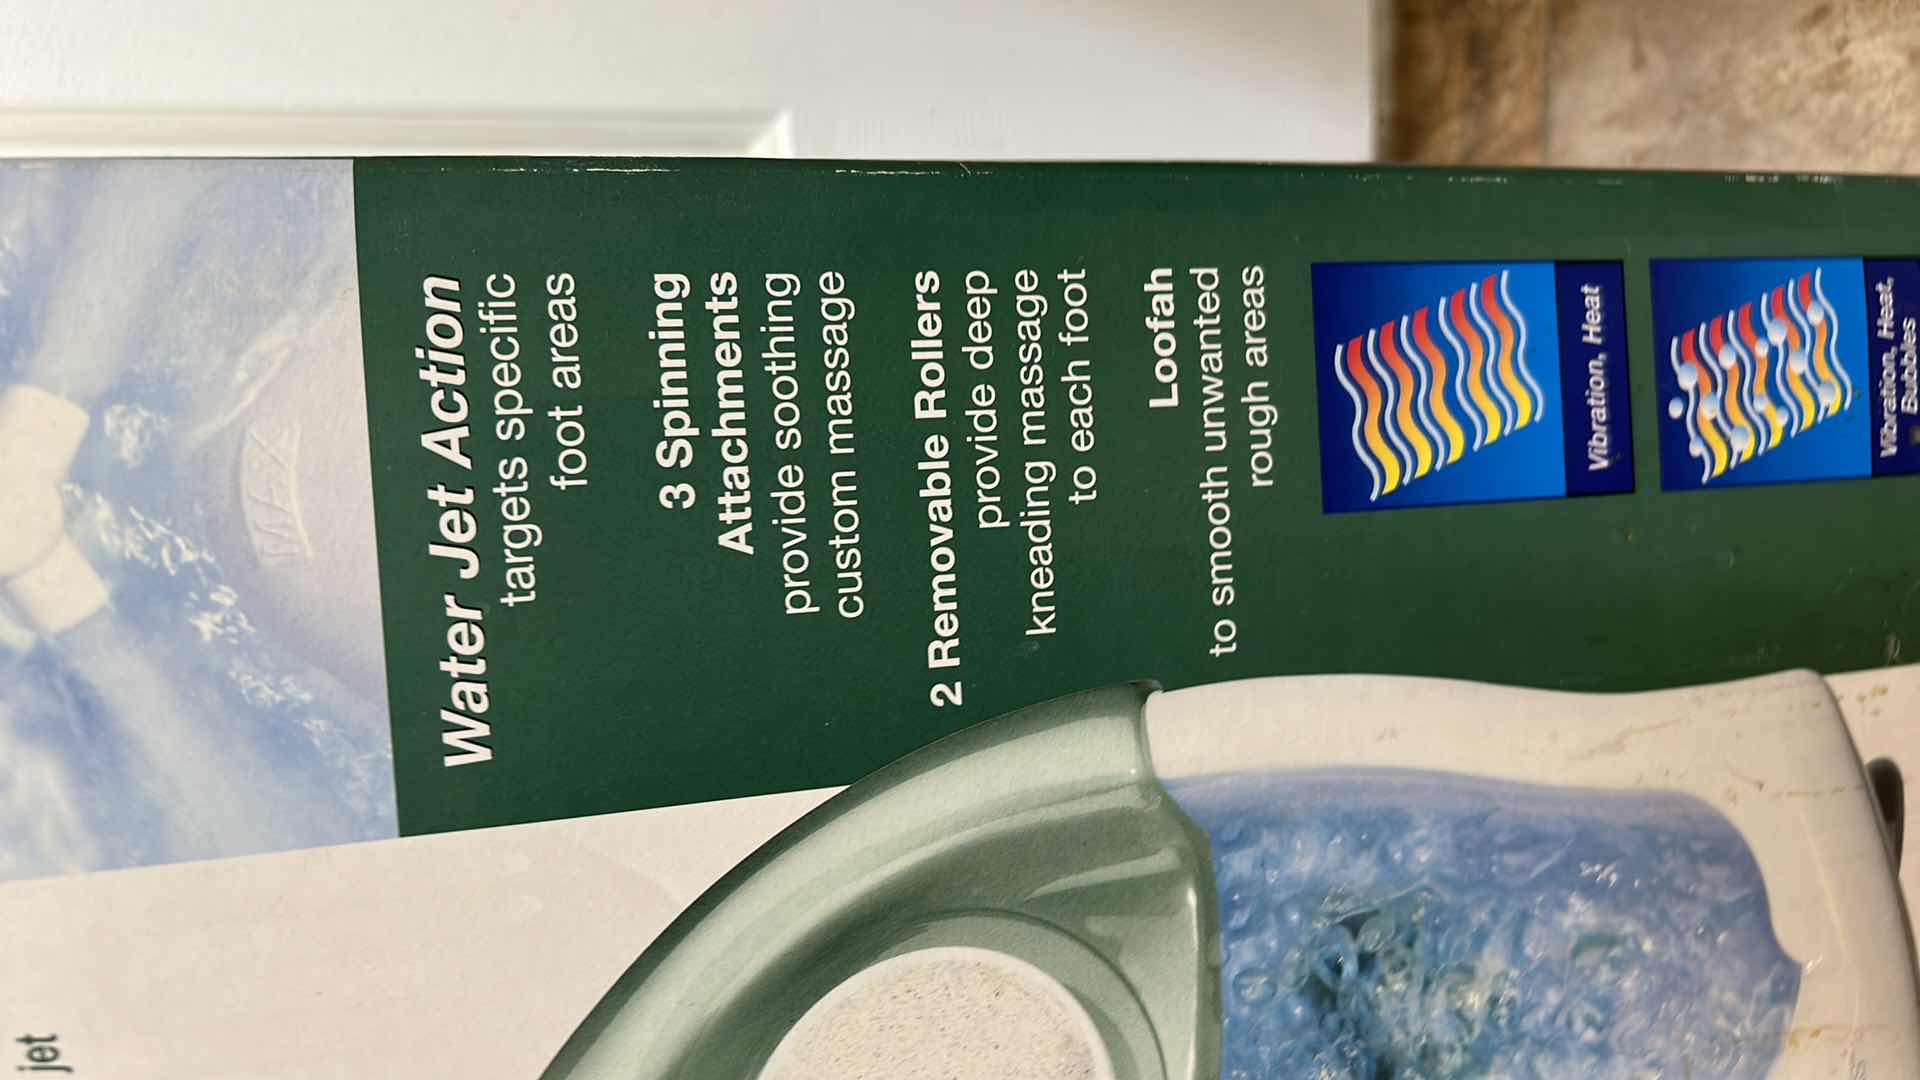 Water Jet Action
targets specific
foot areas
3 Spinning
Attachments
provide soothing
custom massage
2 Removable Rollers
provide deep
kneading massage
to each foot
Loofah
to smooth unwanted
rough areas
Vibration, Heat
Vibration, Heat,
Bubbles
MAX
jet